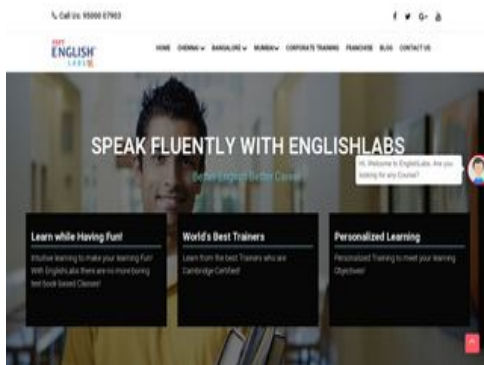 Call Us: 95000 07903
ENGLISH
LABS
HOME CHENNAI BANGALORE MUMBAI CORPORATE TRAINING FRANCHISE BLOG CONTACT US
SPEAK FLUENTLY WITH ENGLISHLABS
Better English Better Career
Hi, Welcome to EnglishLabs. Are you
looking for any Course?
Learn while Having Fun!
Intuitive learning to make your learning Fun!
With EnglishLabs there are no more boring
text book based Classes!
World's Best Trainers
Learn from the best Trainers who are
Cambridge Certified!
Personalized Learning
Personalized Training to meet your learning
Objectives!